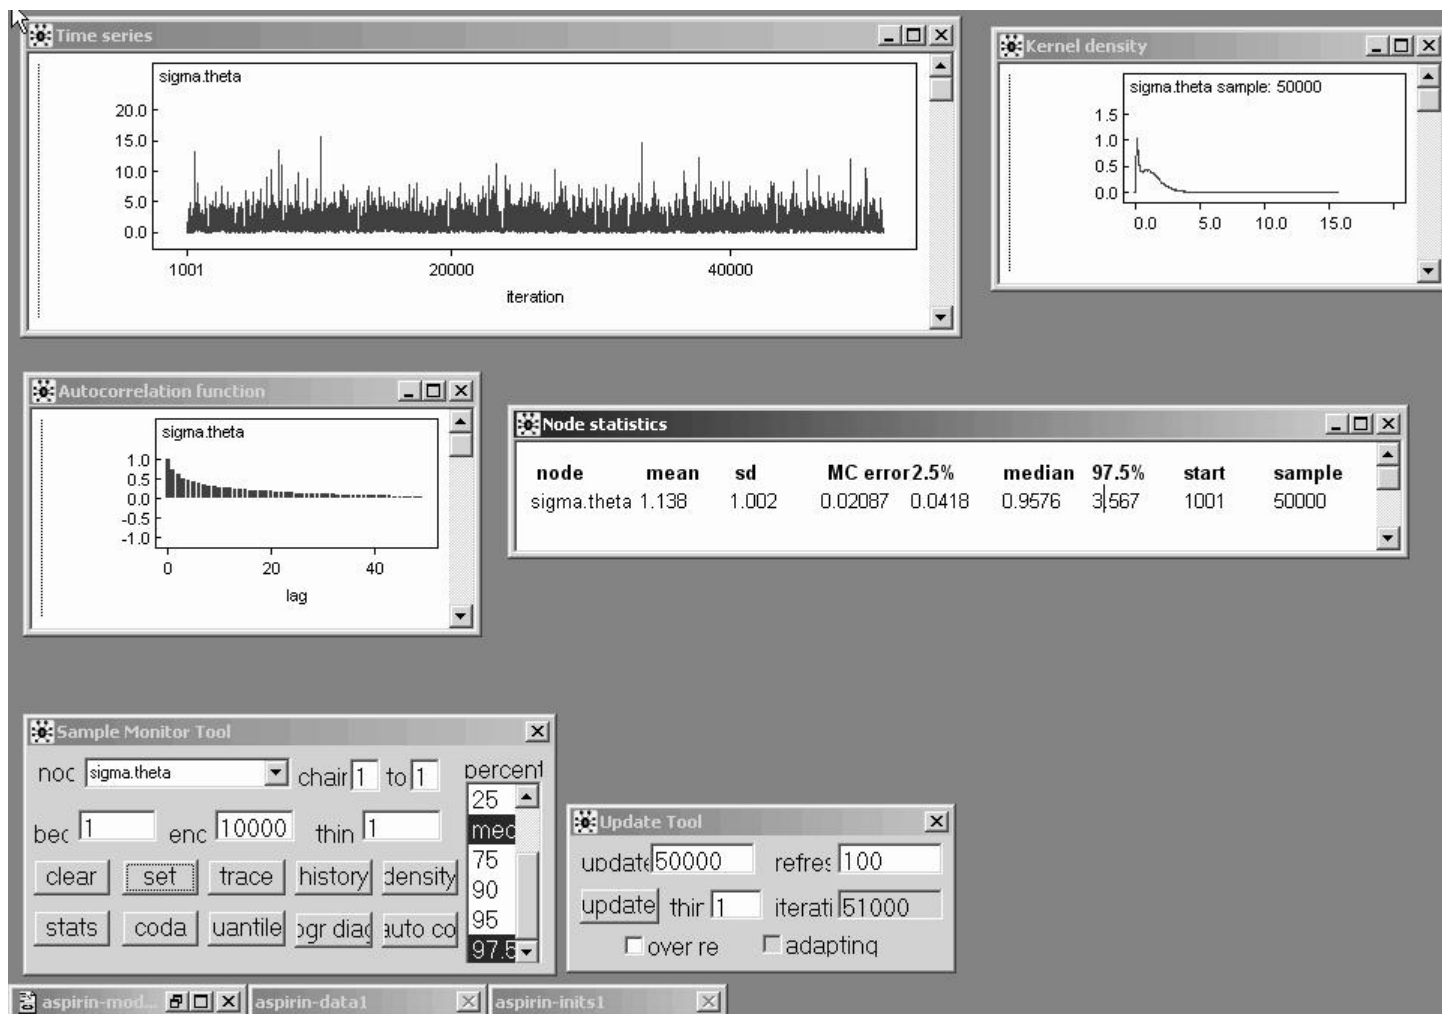 Time series
sigma.theta
20.0
15.0
10.0
5.0
0.0
1001 20000 40000
iteration
Kernel density
sigma.theta sample: 50000
1.5
1.0
0.5
0.0
0.0 5.0 10.0 15.0
Autocorrelation function
sigma.theta
1.0
0.5
0.0
-0.5
-1.0
0 20 40
lag
Node statistics
node mean sd MC error 2.5% median 97.5% start sample
sigma.theta 1.138 1.002 0.02087 0.0418 0.9576 3.567 1001 50000
Sample Monitor Tool
noc sigma.theta chair 1 to 1 percent
25
med
75
90
95
97.5
bec 1 enc 10000 thin 1
clear set trace history density
stats coda uantile ogr diag auto co
Update Tool
updat 50000 refres 100
update thir 1 iterati 51000
over re adapting
aspirin-mod... aspirin-data1 aspirin-inits1